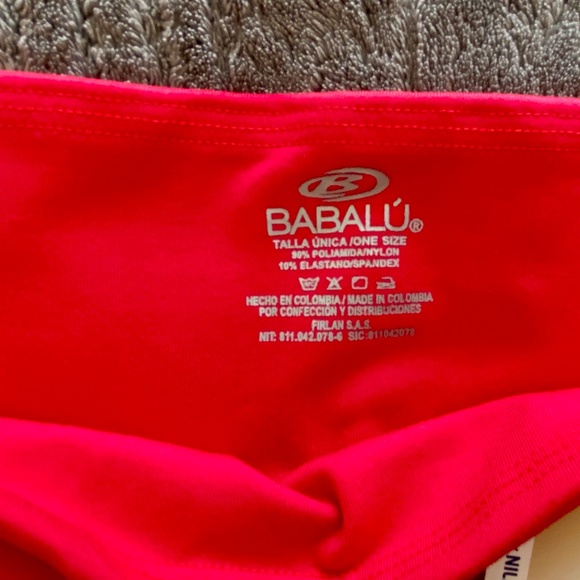 B
BABALÚ®
TALLA ÚNICA/ONE SIZE
90% POLIAMIDA/NYLON
10% ELASTANO/SPANDEX
HECHO EN COLOMBIA/ MADE IN COLOMBIA
POR CONFECCIÓN Y DISTRIBUCIONES
FIRLAN S.A.S.
NIT: 811.042.078-6 SIC:811042078